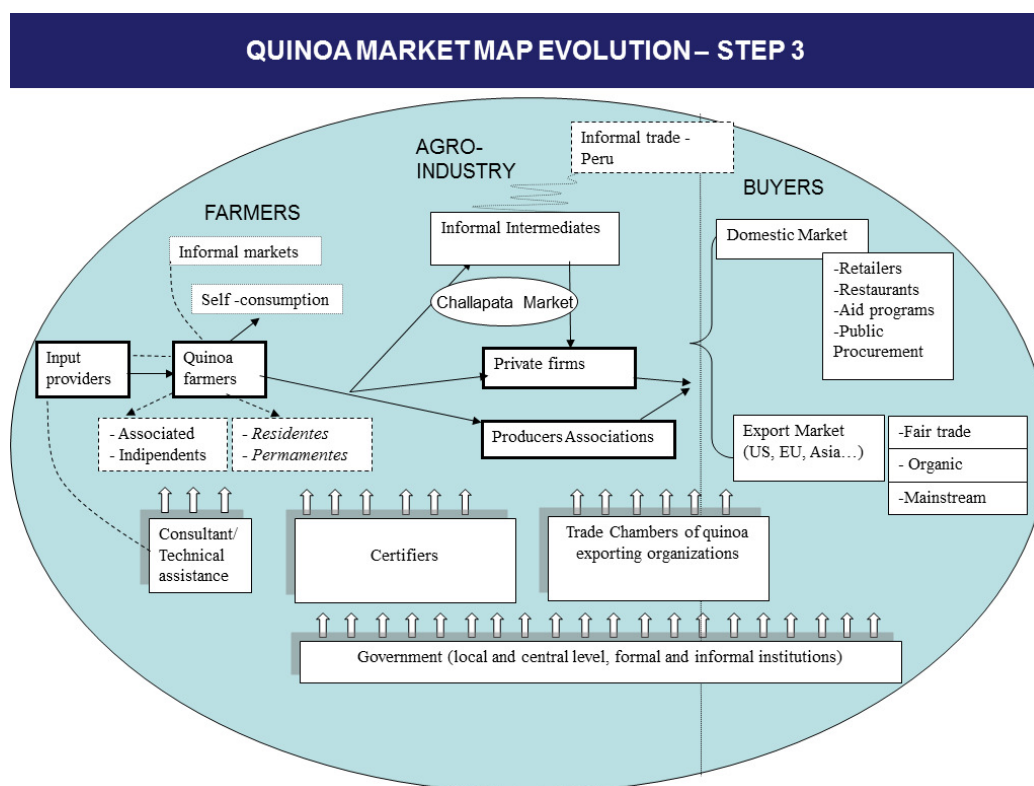 QUINOA MARKET MAP EVOLUTION – STEP 3
Informal trade -
Peru
AGRO-
INDUSTRY
BUYERS
FARMERS
Informal Intermediates
Domestic Market
Informal markets
-Retailers
-Restaurants
-Aid programs
-Public
Procurement
Self -consumption
Challapata Market
Input
providers
Quinoa
farmers
Private firms
- Associated
- Indipendents
- Residentes
- Permamentes
Producers Associations
Export Market
(US, EU, Asia…)
-Fair trade
- Organic
-Mainstream
Consultant/
Technical
assistance
Certifiers
Trade Chambers of quinoa
exporting organizations
Government (local and central level, formal and informal institutions)